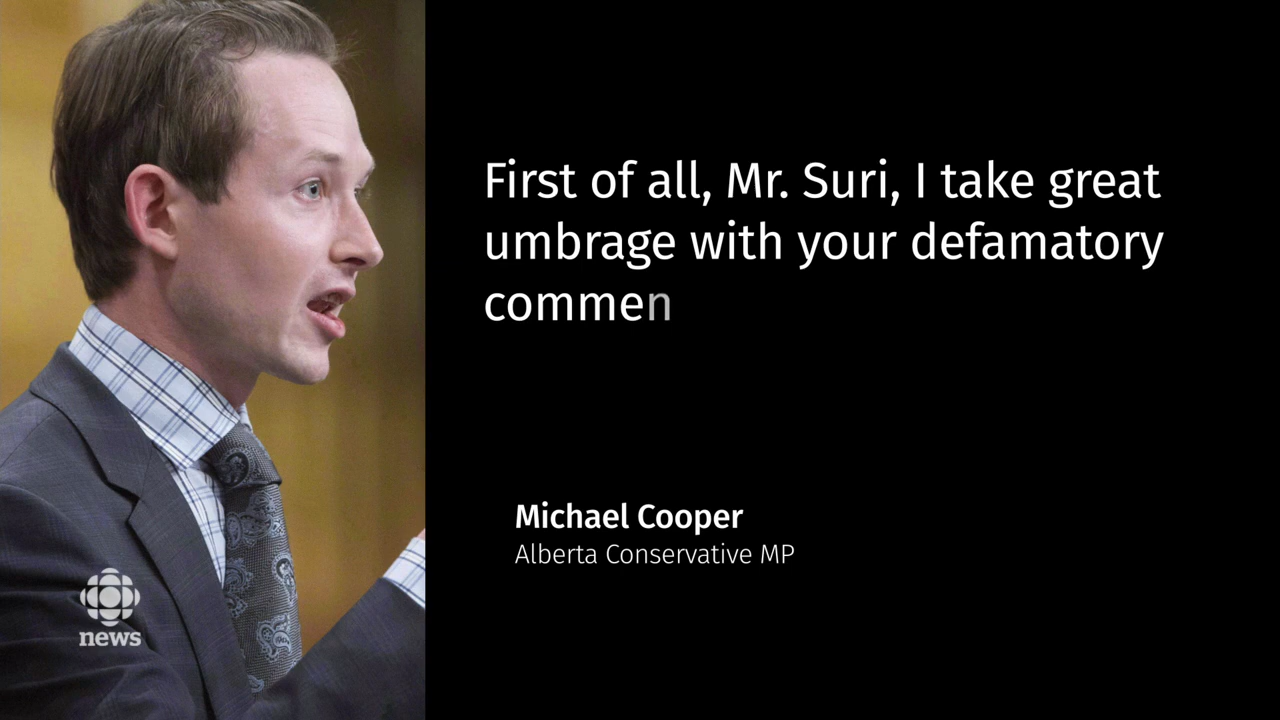 First of all, Mr. Suri, I take great
umbrage with your defamatory
commen
Michael Cooper
Alberta Conservative MP
news